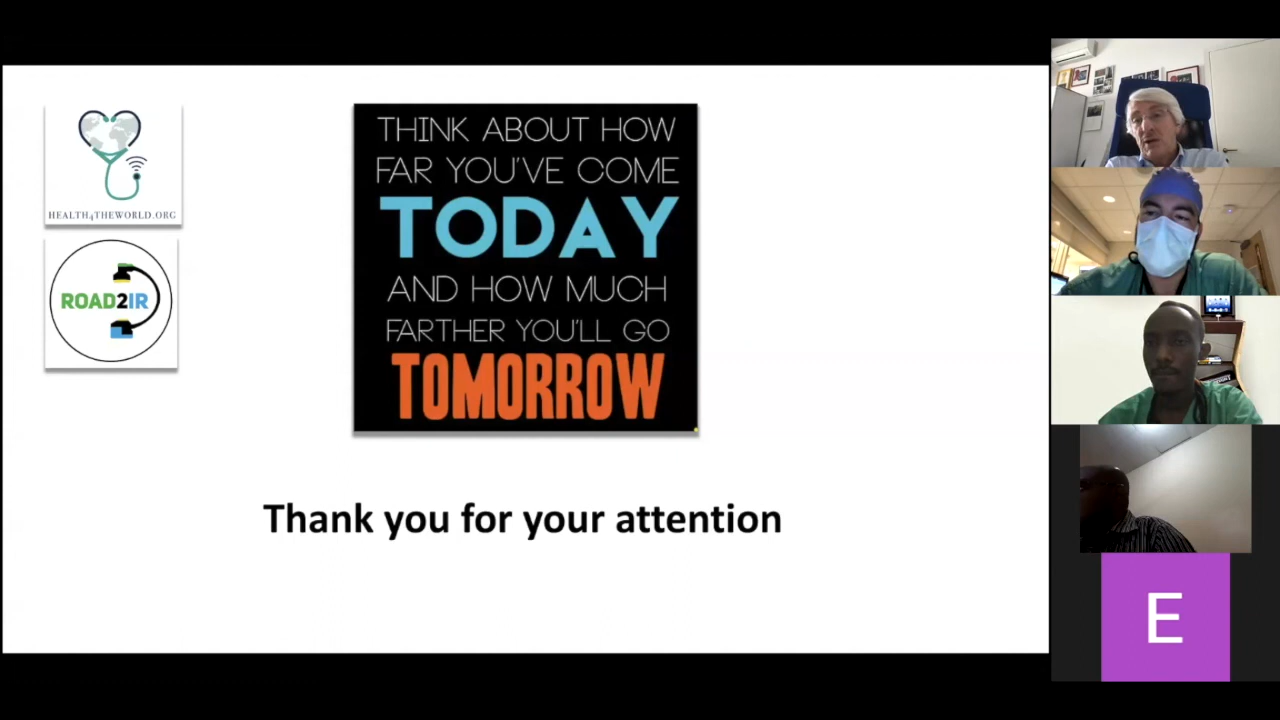 HEALTH4THEWORLD.ORG
ROAD2IR
THINK ABOUT HOW
FAR YOU'VE COME
TODAY
AND HOW MUCH
FARTHER YOU'LL GO
TOMORROW
Thank you for your attention
E